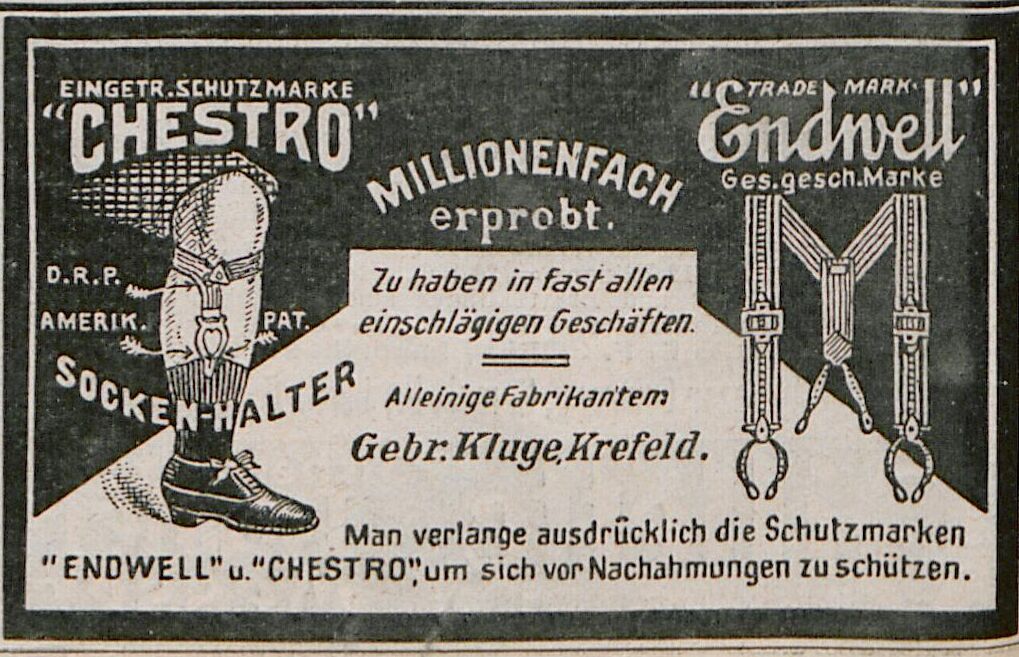 EINGETR. SCHUTZMARKE
"CHESTRO"
D.R.P.
AMERIK. PAT.
SOCKEN-HALTER
MILLIONENFACH
erprobt.
"Endwell"
TRADE MARK.
Ges. gesch. Marke
Zu haben in fast allen
einschlägigen Geschäften.
Alleinige Fabrikanten:
Gebr. Kluge, Krefeld.
Man verlange ausdrücklich die Schutzmarken
"ENDWELL" u. "CHESTRO", um sich vor Nachahmungen zu schützen.